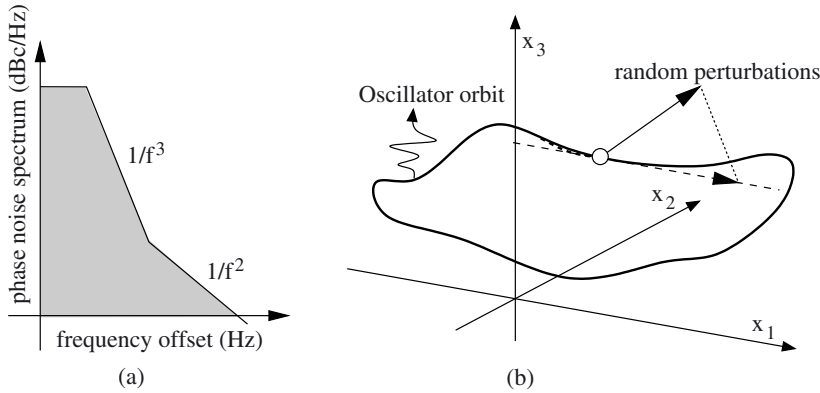 phase noise spectrum (dBc/Hz)
1/f³
1/f²
frequency offset (Hz)
(a)
x₃
random perturbations
Oscillator orbit
x₂
x₁
(b)